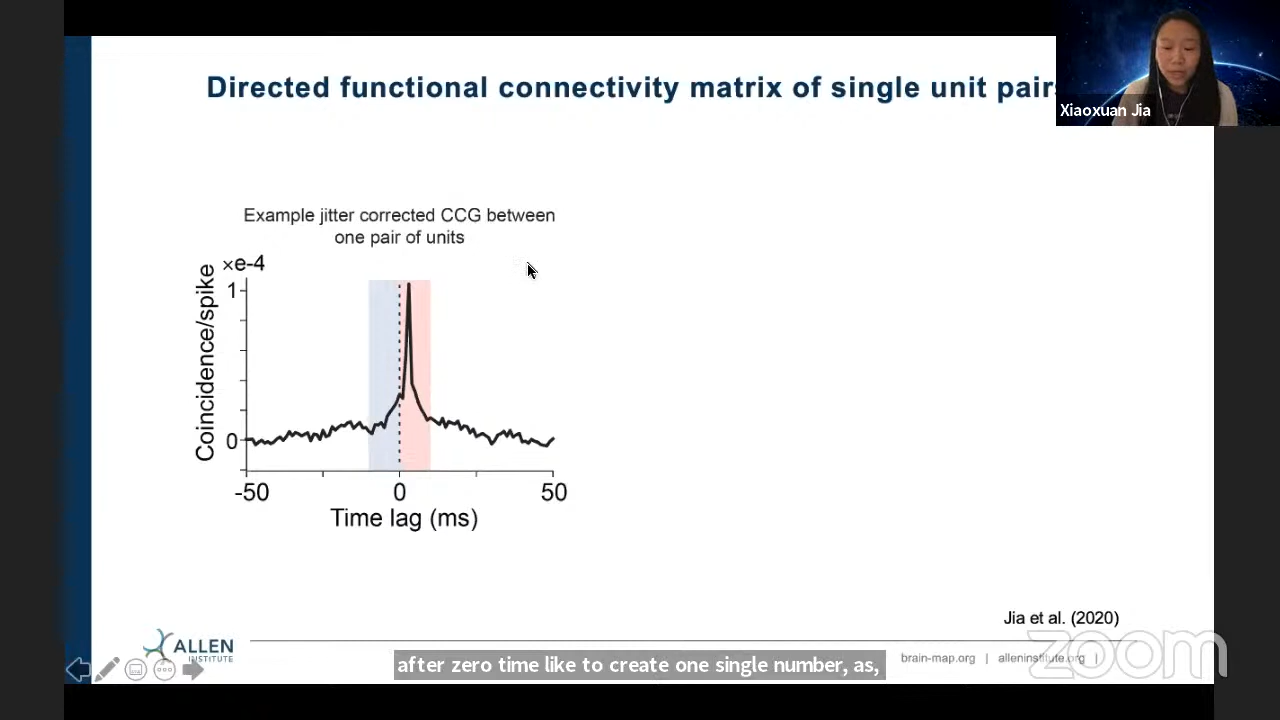 Directed functional connectivity matrix of single unit pairs
Xiaoxuan Jia
Example jitter corrected CCG between
one pair of units
×e-4
1
0
Coincidence/spike
-50 0 50
Time lag (ms)
Jia et al. (2020)
ALLEN
INSTITUTE
brain-map.org | alleninstitute.org |
zoom
after zero time like to create one single number, as,